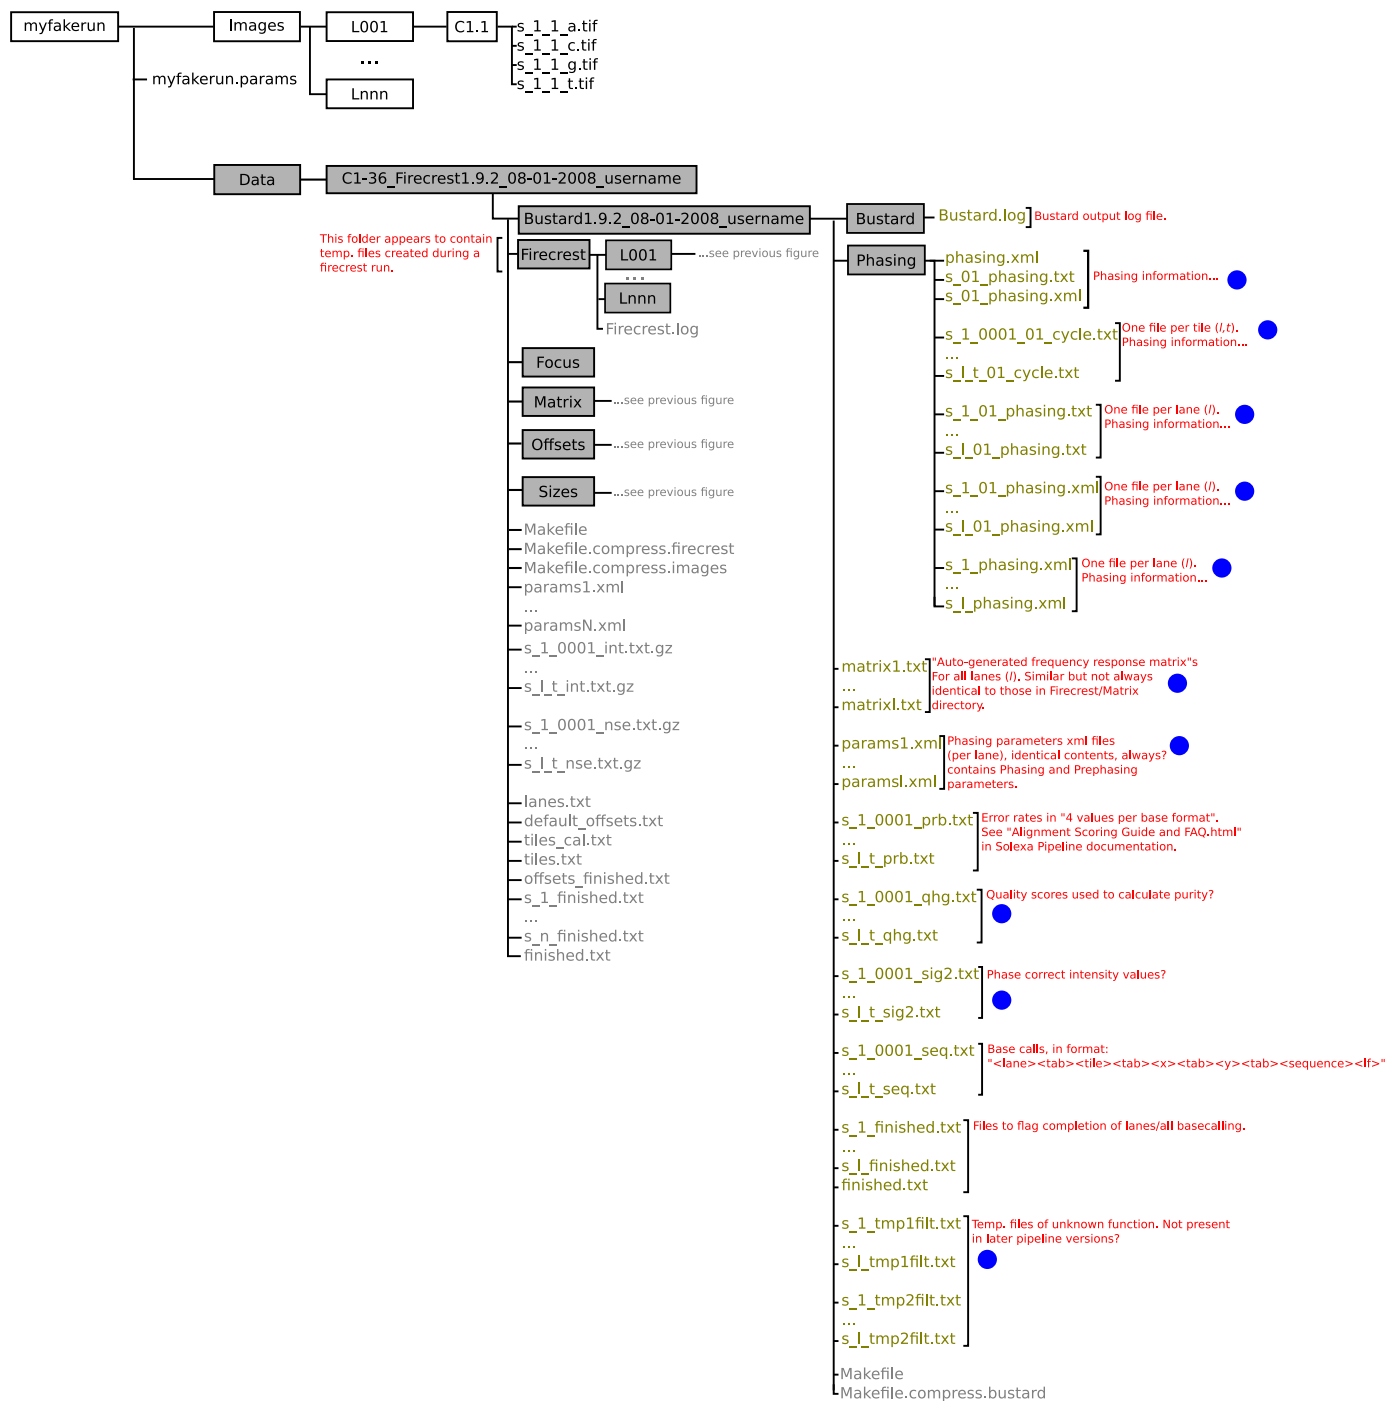 myfakerun
Images
L001
C1.1
s_1_1_a.tif
s_1_1_c.tif
...
s_1_1_g.tif
myfakerun.params
s_1_1_t.tif
Lnnn
Data
C1-36_Firecrest1.9.2_08-01-2008_username
Bustard1.9.2_08-01-2008_username
Bustard
Bustard.log
Bustard output log file.
This folder appears to contain
temp. files created during a
firecrest run.
Firecrest
L001
...see previous figure
...
Lnnn
Firecrest.log
Focus
Matrix
...see previous figure
Offsets
...see previous figure
Sizes
...see previous figure
Makefile
Makefile.compress.firecrest
Makefile.compress.images
params1.xml
...
paramsN.xml
s_1_0001_int.txt.gz
...
s_l_t_int.txt.gz
s_1_0001_nse.txt.gz
...
s_l_t_nse.txt.gz
lanes.txt
default_offsets.txt
tiles_cal.txt
tiles.txt
offsets_finished.txt
s_1_finished.txt
...
s_n_finished.txt
finished.txt
Phasing
phasing.xml
s_01_phasing.txt
s_01_phasing.xml
Phasing information...
s_1_0001_01_cycle.txt
...
s_l_t_01_cycle.txt
One file per tile (l,t).
Phasing information...
s_1_01_phasing.txt
...
s_l_01_phasing.txt
One file per lane (l).
Phasing information...
s_1_01_phasing.xml
...
s_l_01_phasing.xml
One file per lane (l).
Phasing information...
s_1_phasing.xml
...
s_l_phasing.xml
One file per lane (l).
Phasing information...
matrix1.txt
...
matrixl.txt
"Auto-generated frequency response matrix"s
For all lanes (l). Similar but not always
identical to those in Firecrest/Matrix
directory.
params1.xml
...
paramsl.xml
Phasing parameters xml files
(per lane), identical contents, always?
contains Phasing and Prephasing
parameters.
s_1_0001_prb.txt
...
s_l_t_prb.txt
Error rates in "4 values per base format".
See "Alignment Scoring Guide and FAQ.html"
in Solexa Pipeline documentation.
s_1_0001_qhg.txt
...
s_l_t_qhg.txt
Quality scores used to calculate purity?
s_1_0001_sig2.txt
...
s_l_t_sig2.txt
Phase correct intensity values?
s_1_0001_seq.txt
...
s_l_t_seq.txt
Base calls, in format:
"<lane><tab><tile><tab><x><tab><y><tab><sequence><lf>"
s_1_finished.txt
...
s_l_finished.txt
finished.txt
Files to flag completion of lanes/all basecalling.
s_1_tmp1filt.txt
...
s_l_tmp1filt.txt
s_1_tmp2filt.txt
...
s_l_tmp2filt.txt
Temp. files of unknown function. Not present
in later pipeline versions?
Makefile
Makefile.compress.bustard